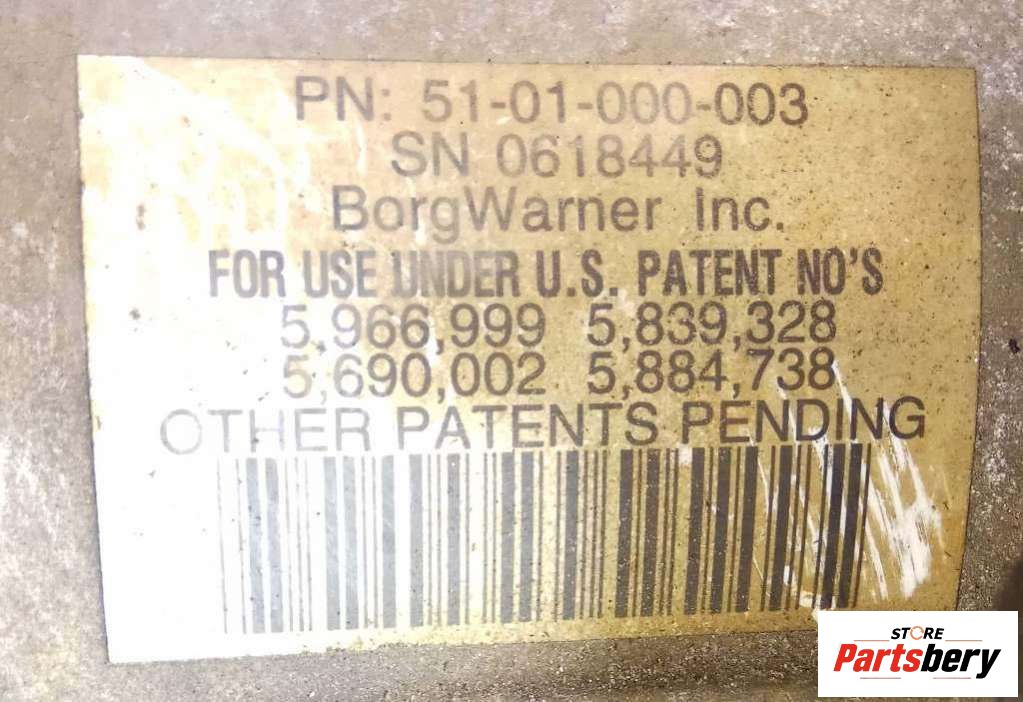 PN: 51-01-000-003
SN 0618449
BorgWarner Inc.
FOR USE UNDER U.S. PATENT NO'S
5,966,999 5,839,328
5,690,002 5,884,738
OTHER PATENTS PENDING
STORE
Partsbery